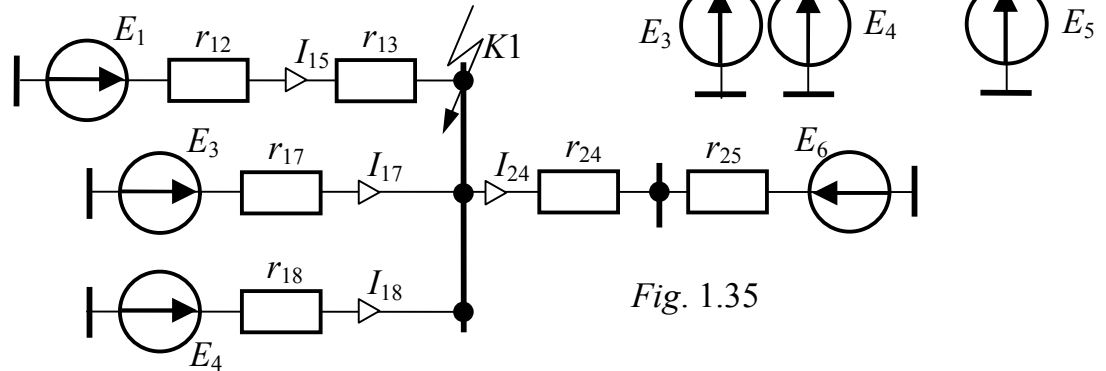 E₃ E₄ E₅
E₁ r₁₂ I₁₅ r₁₃ K1
E₃ r₁₇ I₁₇ I₂₄ r₂₄ r₂₅ E₆
r₁₈ I₁₈
E₄
Fig. 1.35